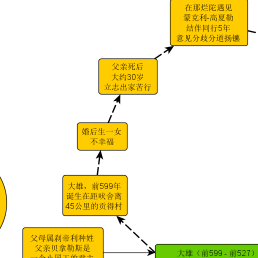 在那烂陀遇见
蒙克利-高夏勒
结伴同行5年
意见分歧分道扬镳
父亲死后
大约30岁
立志出家苦行
婚后生一女
不幸福
大雄，前599年
诞生在距吠舍离
45公里的贡得村
父母属刹帝利种姓
父亲贝拿勒斯是
大雄（前599 - 前527）